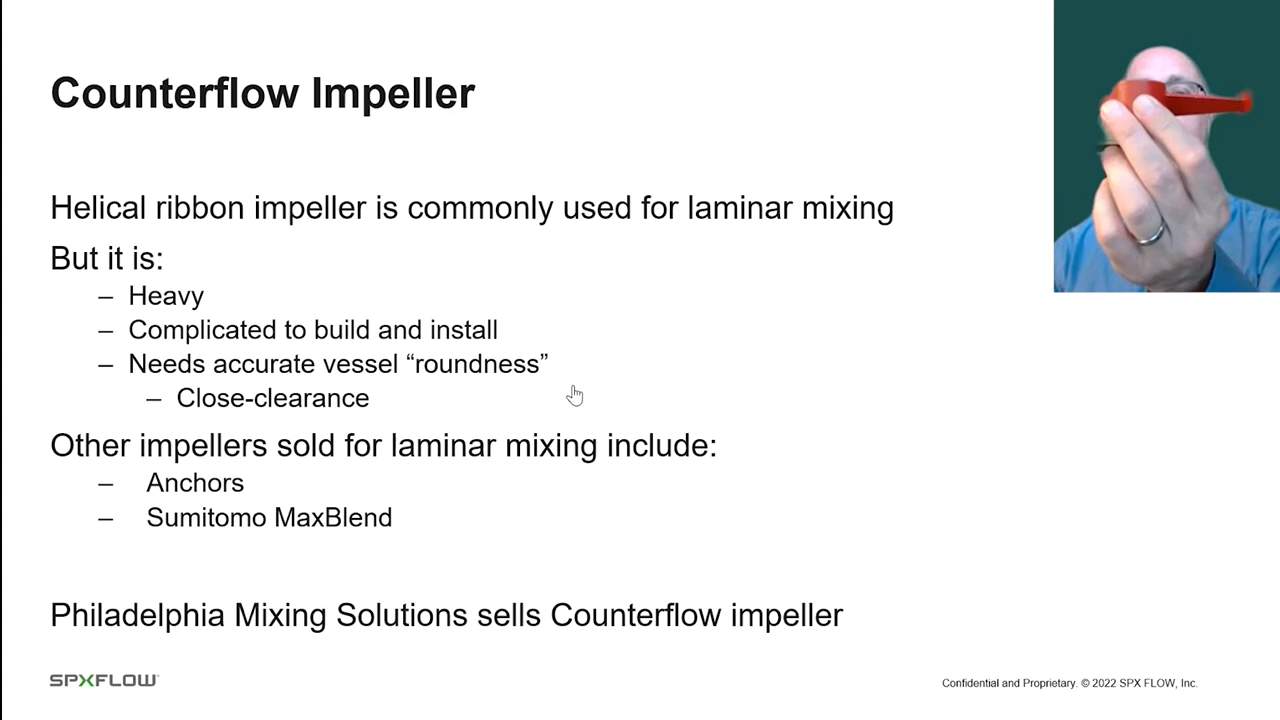 Counterflow Impeller
Helical ribbon impeller is commonly used for laminar mixing
But it is:
– Heavy
– Complicated to build and install
– Needs accurate vessel “roundness”
– Close-clearance
Other impellers sold for laminar mixing include:
– Anchors
– Sumitomo MaxBlend
Philadelphia Mixing Solutions sells Counterflow impeller
SPXFLOW
Confidential and Proprietary. © 2022 SPX FLOW, Inc.